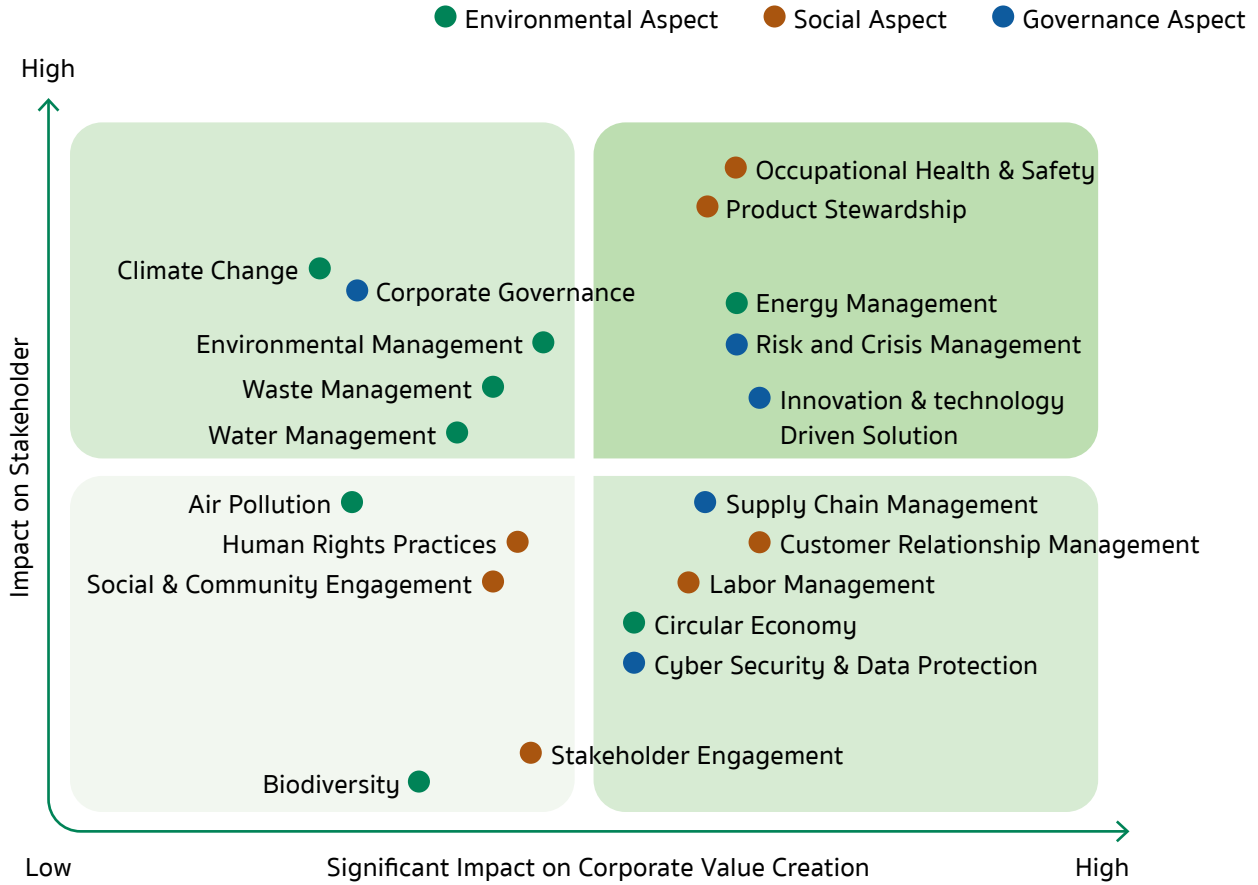 Environmental Aspect
Social Aspect
Governance Aspect
High
Occupational Health & Safety
Product Stewardship
Climate Change
Corporate Governance
Energy Management
Environmental Management
Risk and Crisis Management
Waste Management
Innovation & technology
Driven Solution
Water Management
Impact on Stakeholder
Air Pollution
Supply Chain Management
Human Rights Practices
Customer Relationship Management
Social & Community Engagement
Labor Management
Circular Economy
Cyber Security & Data Protection
Stakeholder Engagement
Biodiversity
Low
Significant Impact on Corporate Value Creation
High